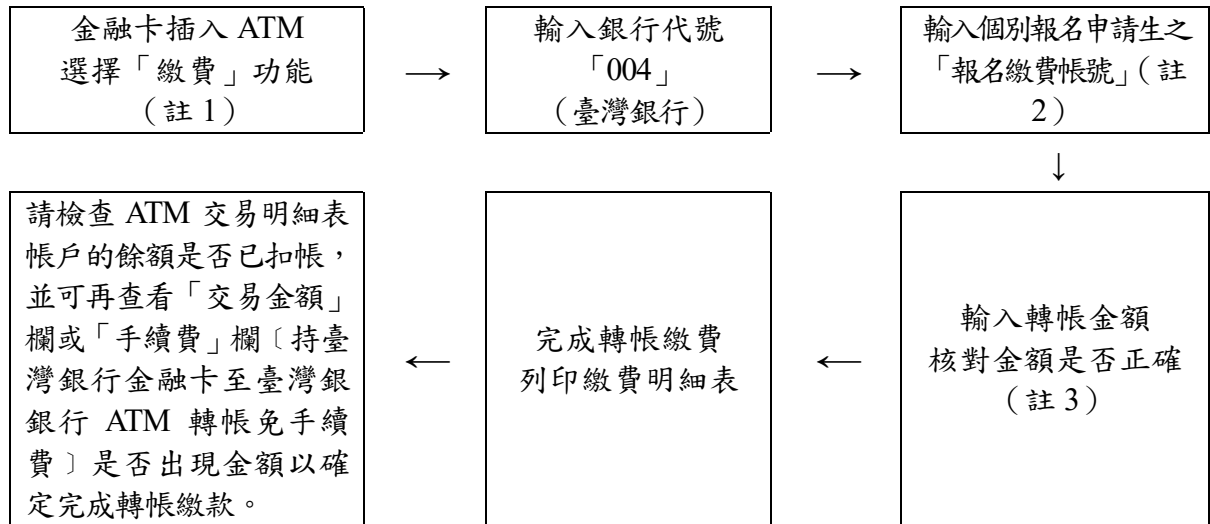 金融卡插入 ATM
選擇「繳費」功能
（註 1）
→
輸入銀行代號
「004」
（臺灣銀行）
→
輸入個別報名申請生之
「報名繳費帳號」（註
2）
↓
輸入轉帳金額
核對金額是否正確
（註 3）
←
完成轉帳繳費
列印繳費明細表
←
請檢查 ATM 交易明細表
帳戶的餘額是否已扣帳，
並可再查看「交易金額」
欄或「手續費」欄〔持臺
灣銀行金融卡至臺灣銀
銀行 ATM 轉帳免手續
費〕是否出現金額以確
定完成轉帳繳款。